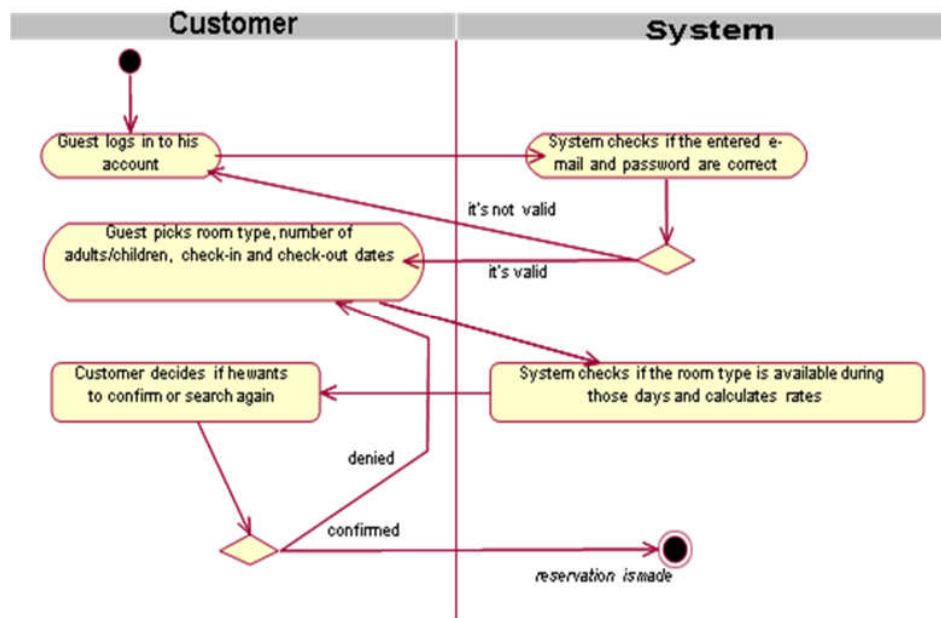 Customer
System
Guest logs in to his
account
System checks if the entered e-
mail and password are correct
it's not valid
Guest picks room type, number of
adults/children, check-in and check-out dates
it's valid
Customer decides if hewants
to confirm or search again
System checks if the room type is available during
those days and calculates rates
denied
confirmed
reservation ismade